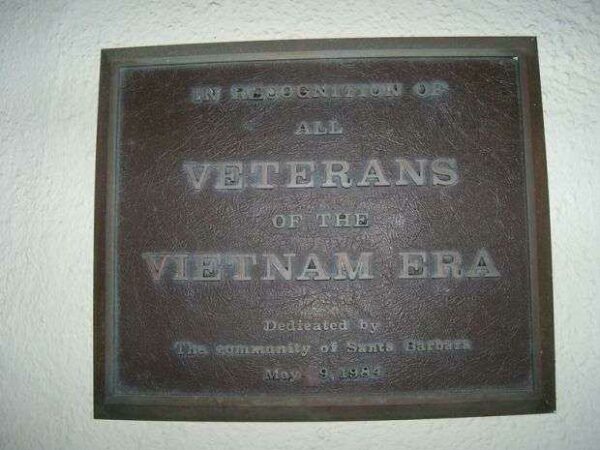 IN RECOGNITION OF
ALL
VETERANS
OF THE
VIETNAM ERA
Dedicated by
The community of Santa Barbara
May 9, 1984